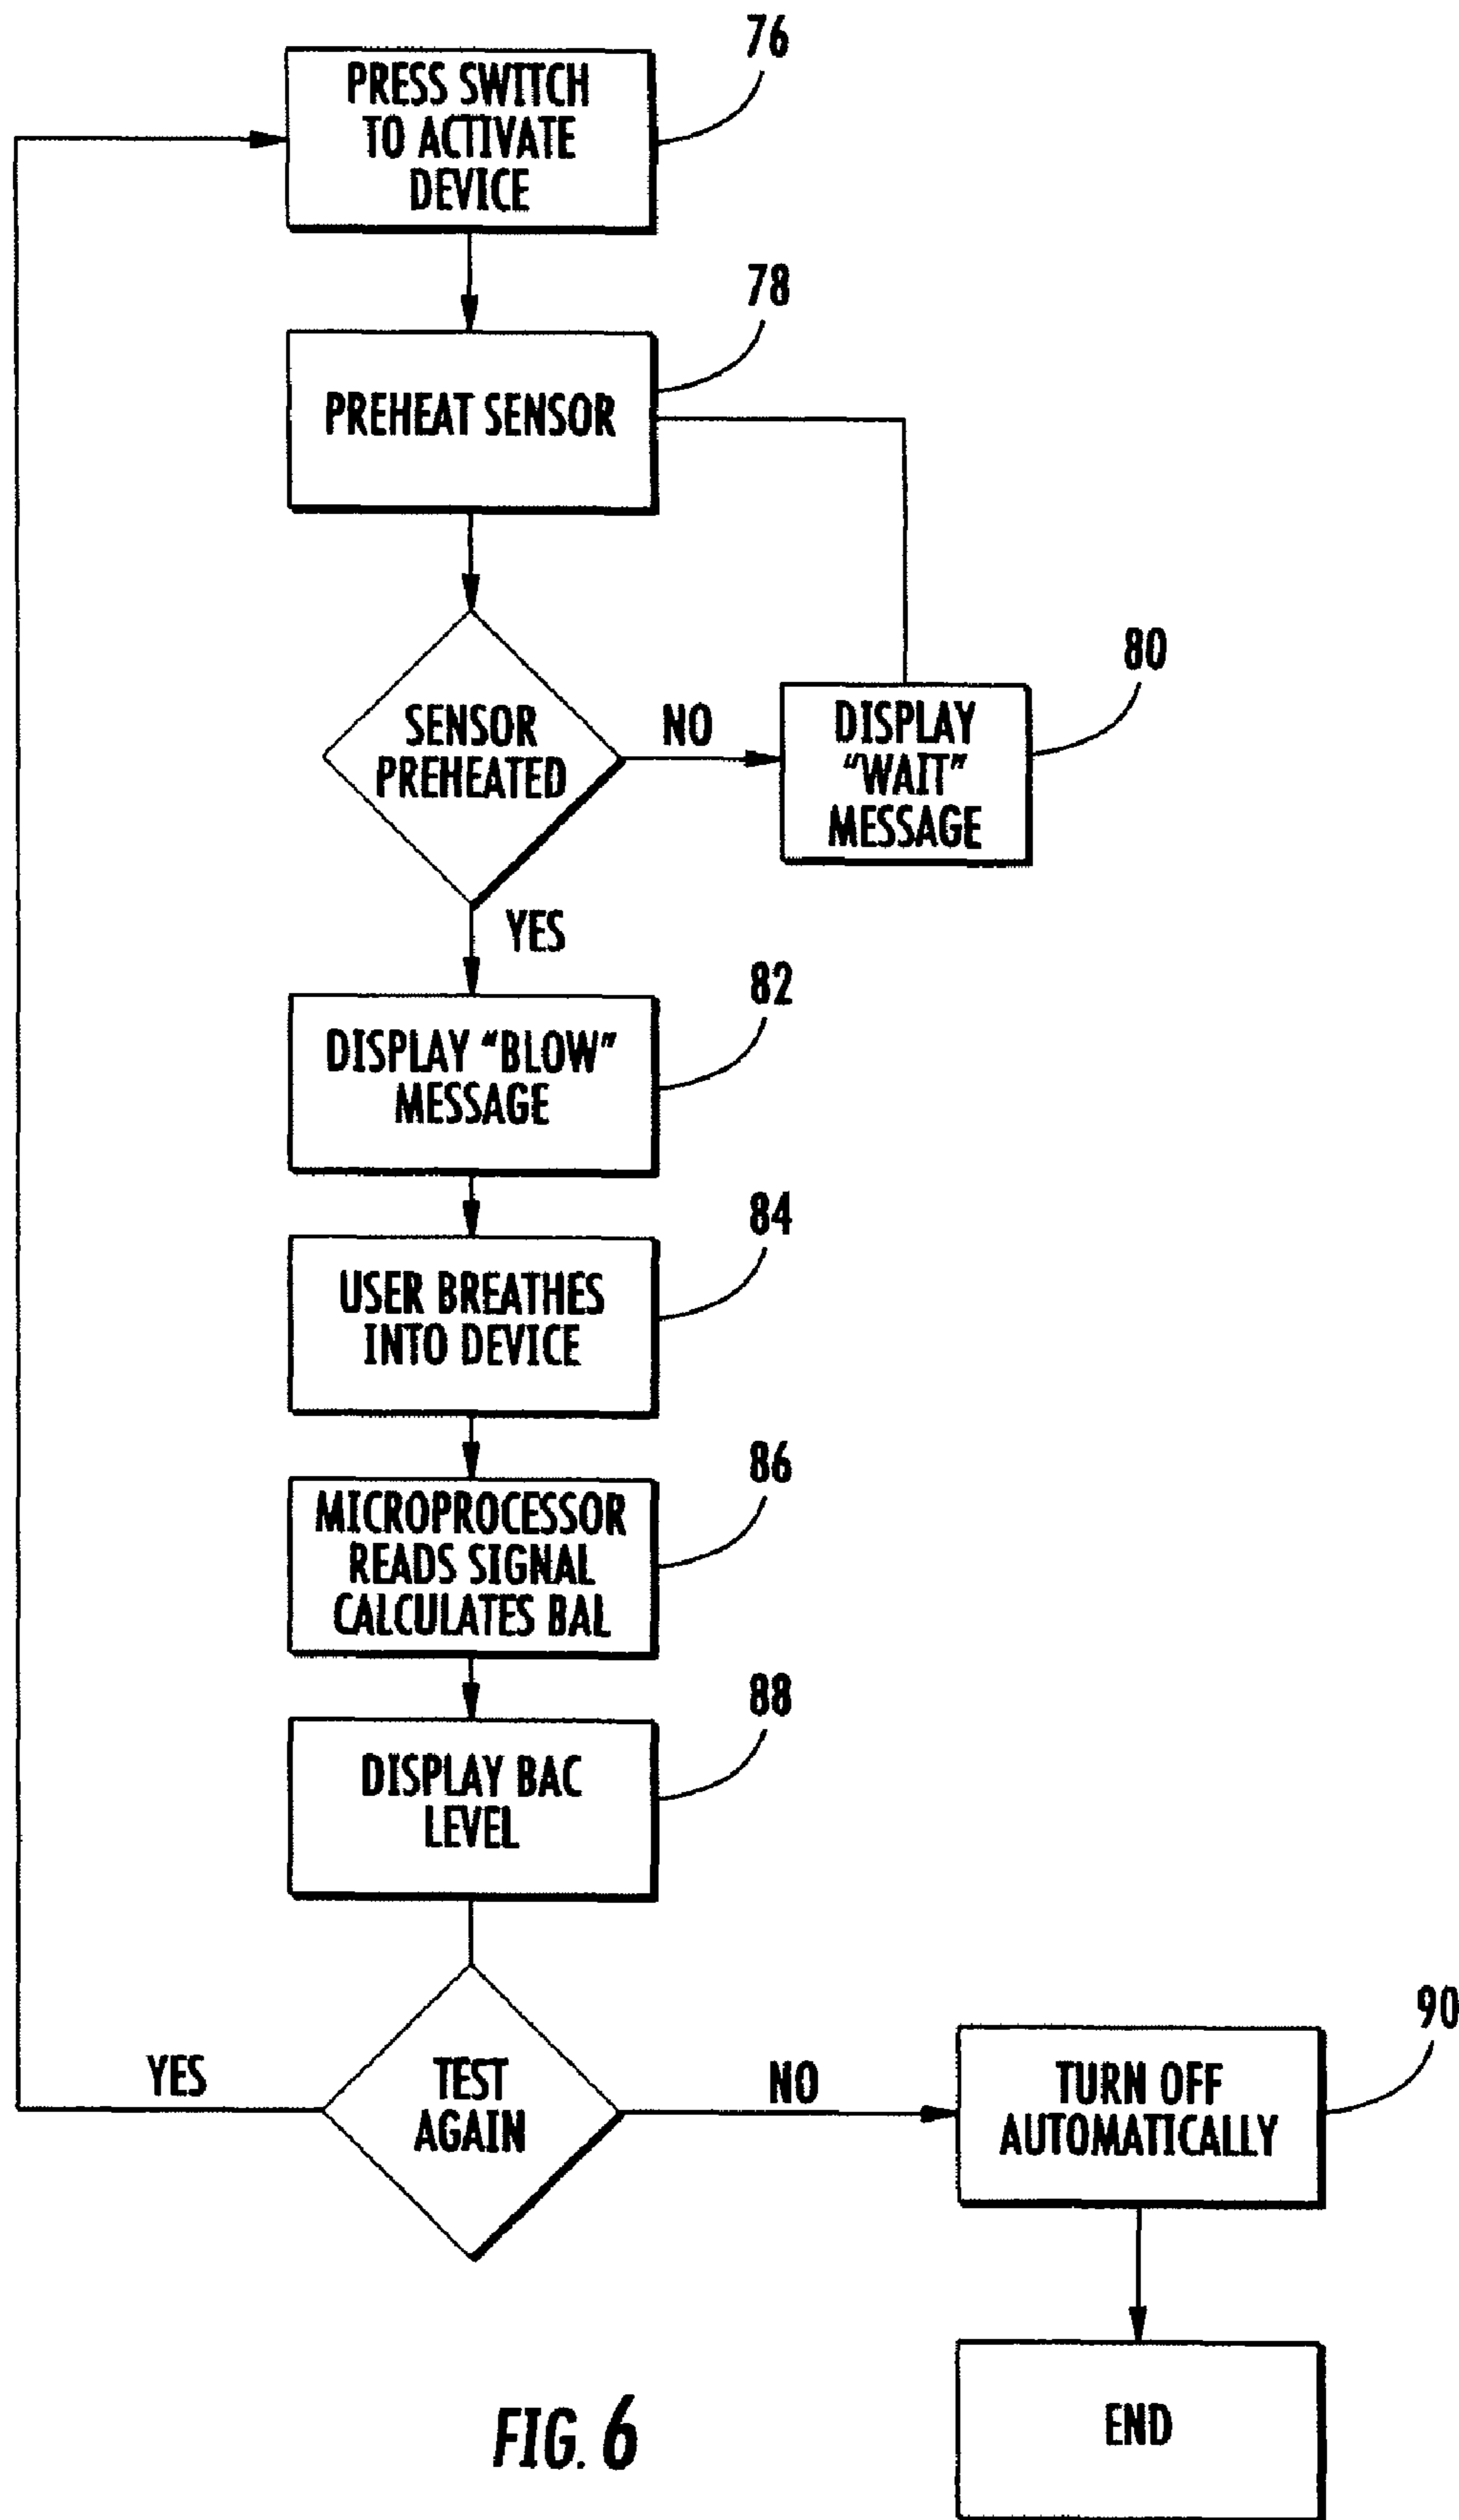 76
PRESS SWITCH
TO ACTIVATE
DEVICE
78
PREHEAT SENSOR
80
SENSOR
PREHEATED
NO
DISPLAY
“WAIT”
MESSAGE
YES
82
DISPLAY “BLOW”
MESSAGE
84
USER BREATHES
INTO DEVICE
86
MICROPROCESSOR
READS SIGNAL
CALCULATES BAL
88
DISPLAY BAC
LEVEL
90
YES
TEST
AGAIN
NO
TURN OFF
AUTOMATICALLY
END
FIG. 6